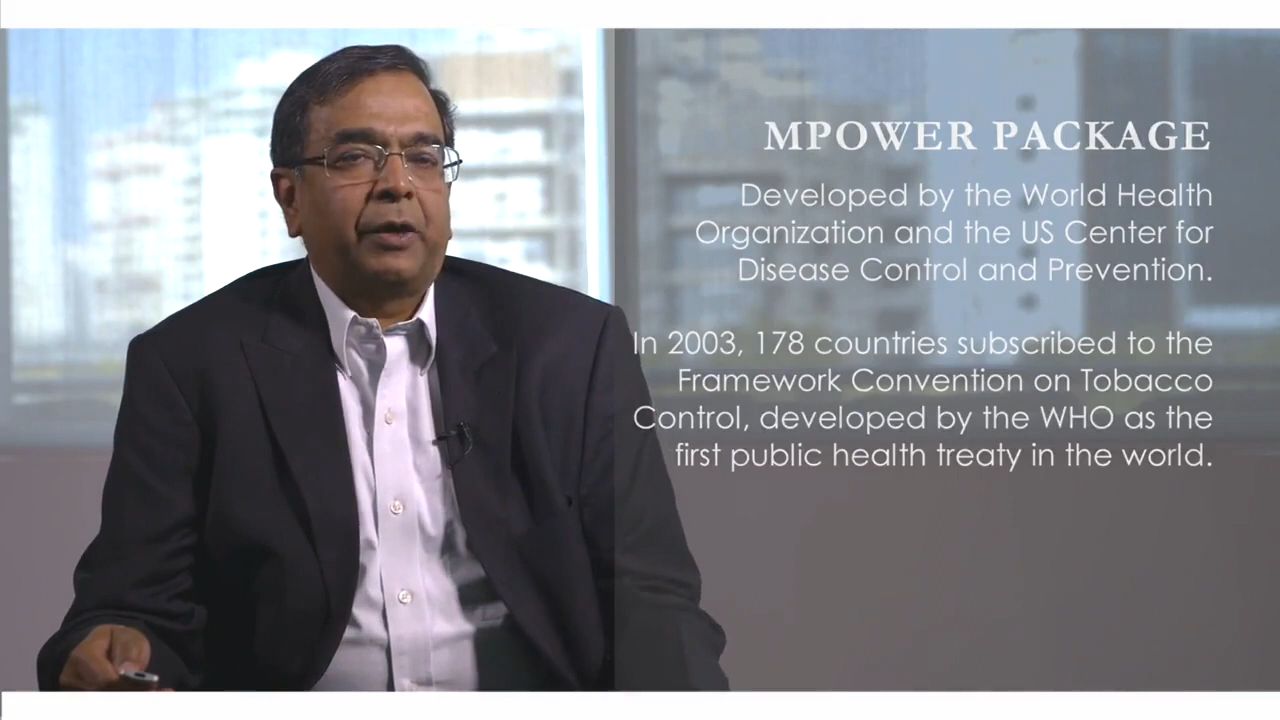 MPOWER PACKAGE
Developed by the World Health
Organization and the US Center for
Disease Control and Prevention.
In 2003, 178 countries subscribed to the
Framework Convention on Tobacco
Control, developed by the WHO as the
first public health treaty in the world.